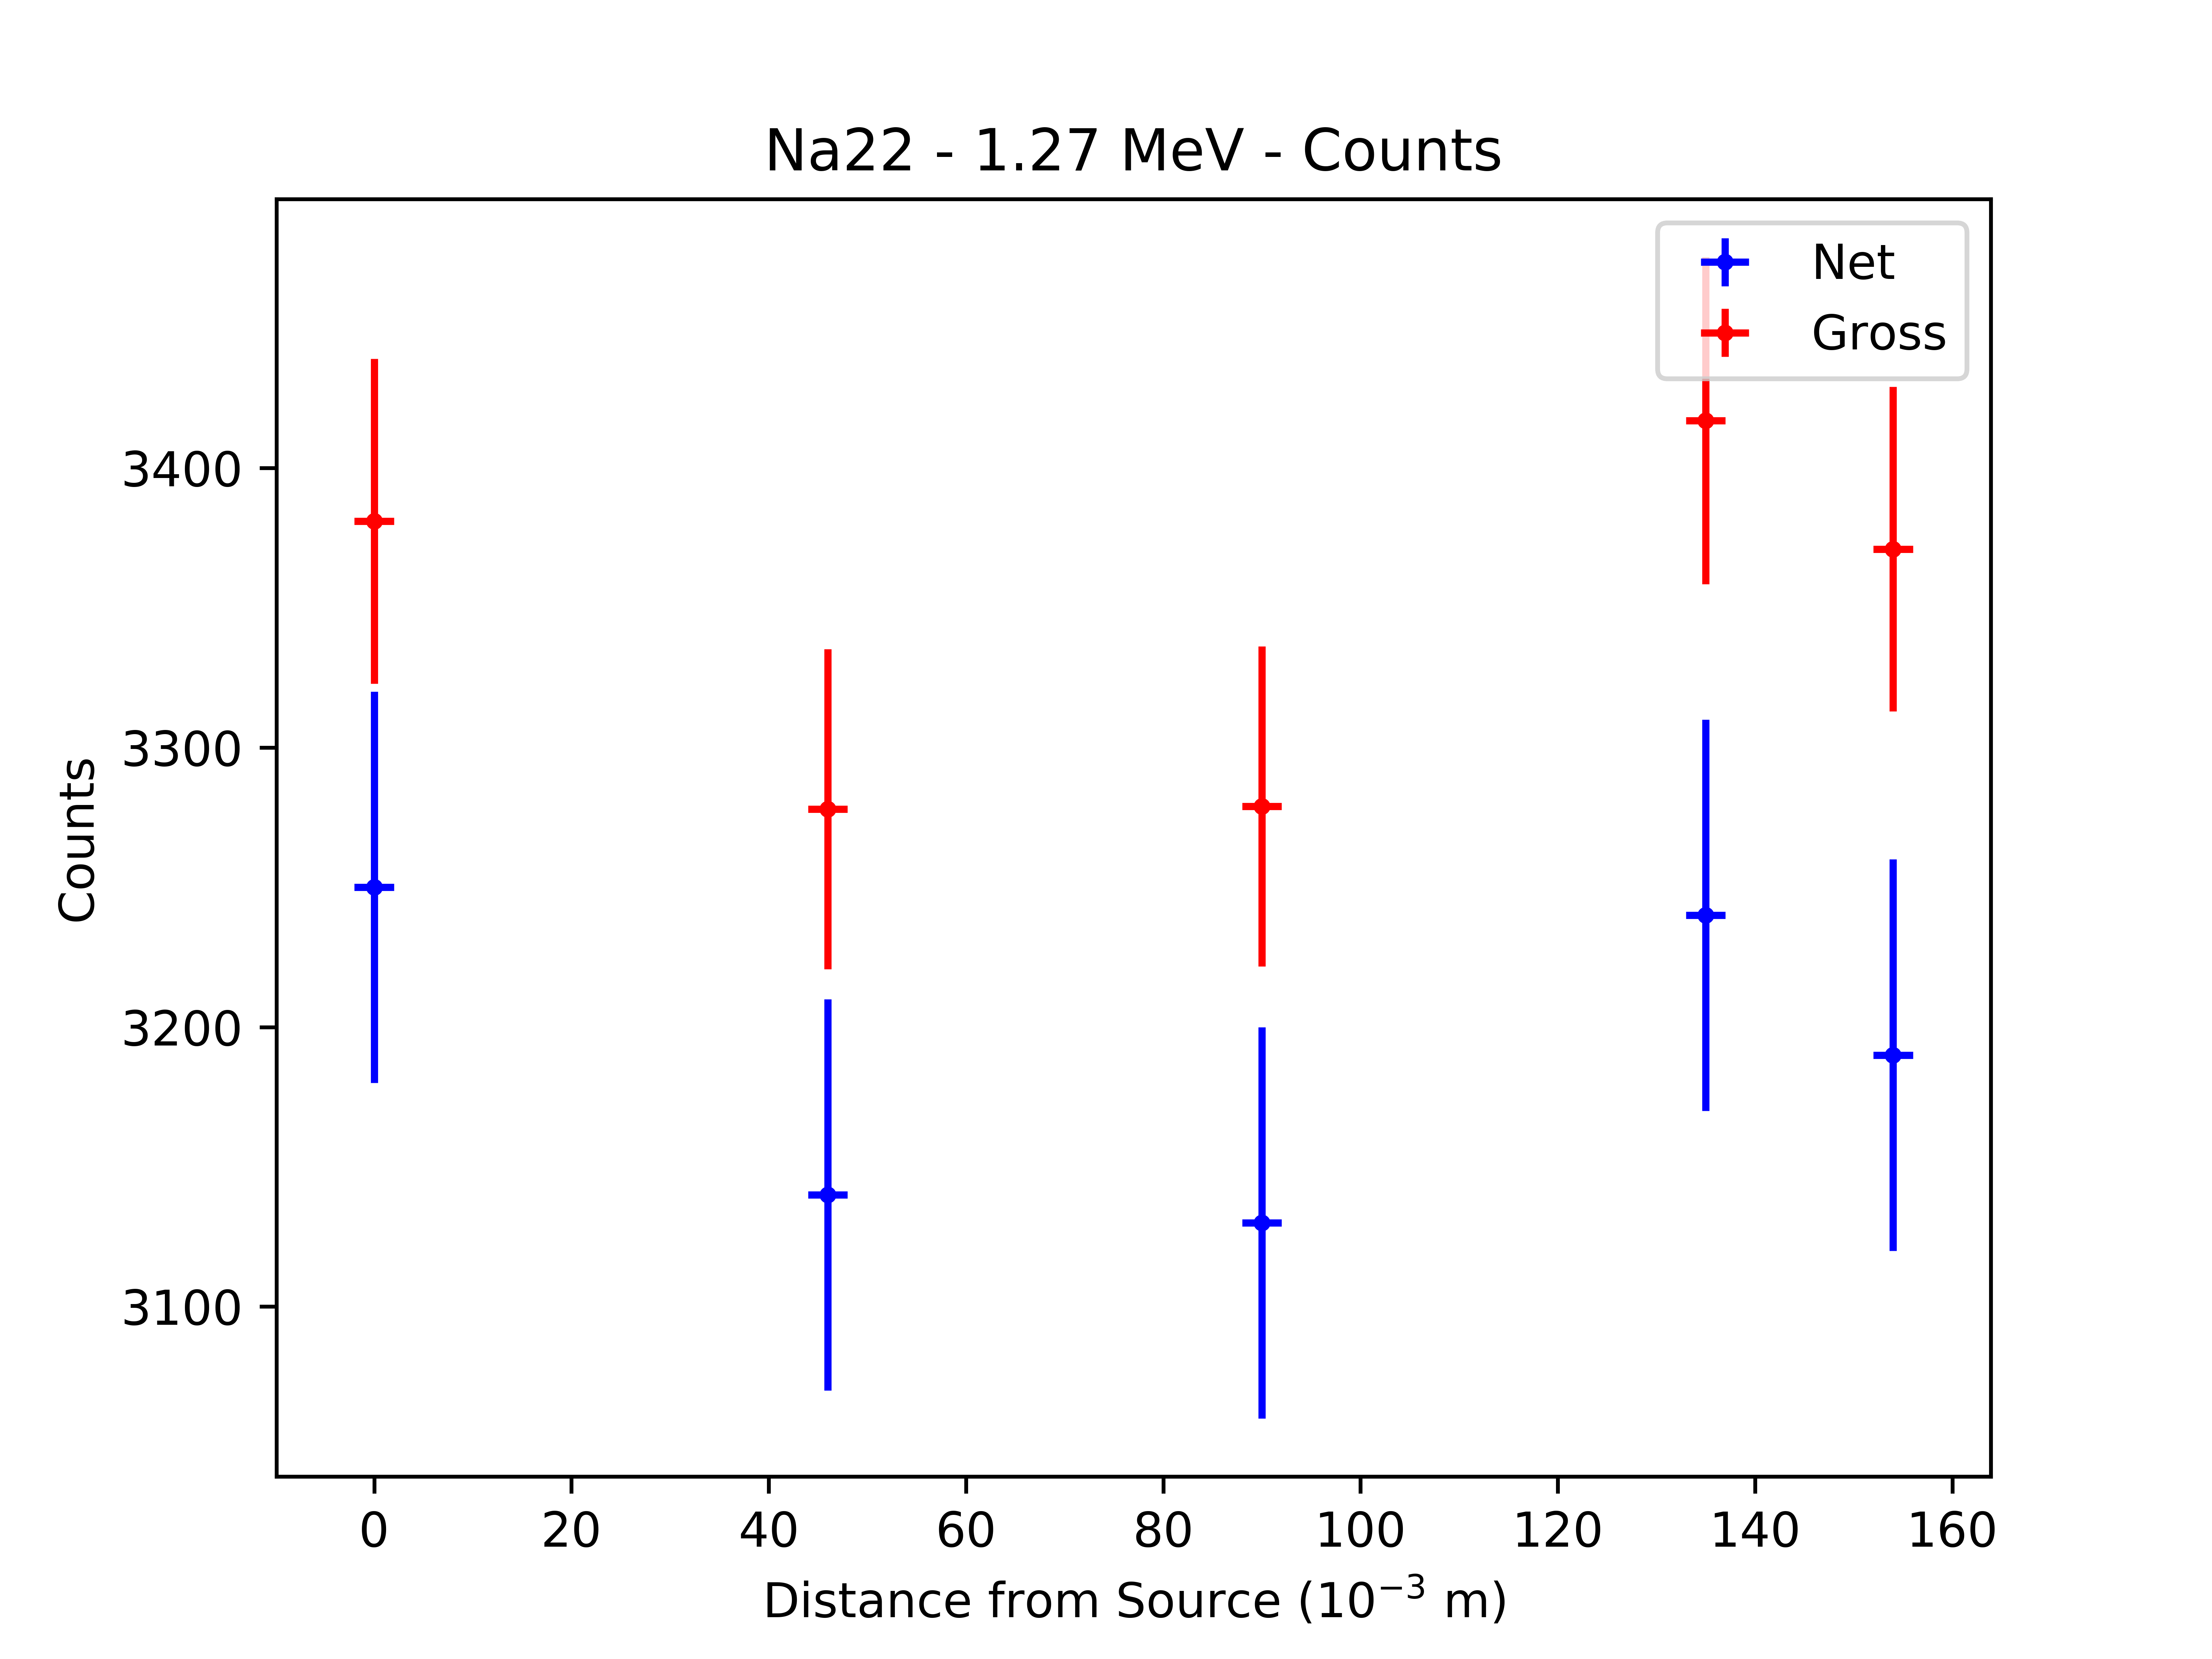 Na22 - 1.27 MeV - Counts
Net
Gross
3400
3300
3200
3100
Counts
0 20 40 60 80 100 120 140 160
Distance from Source (10⁻³ m)